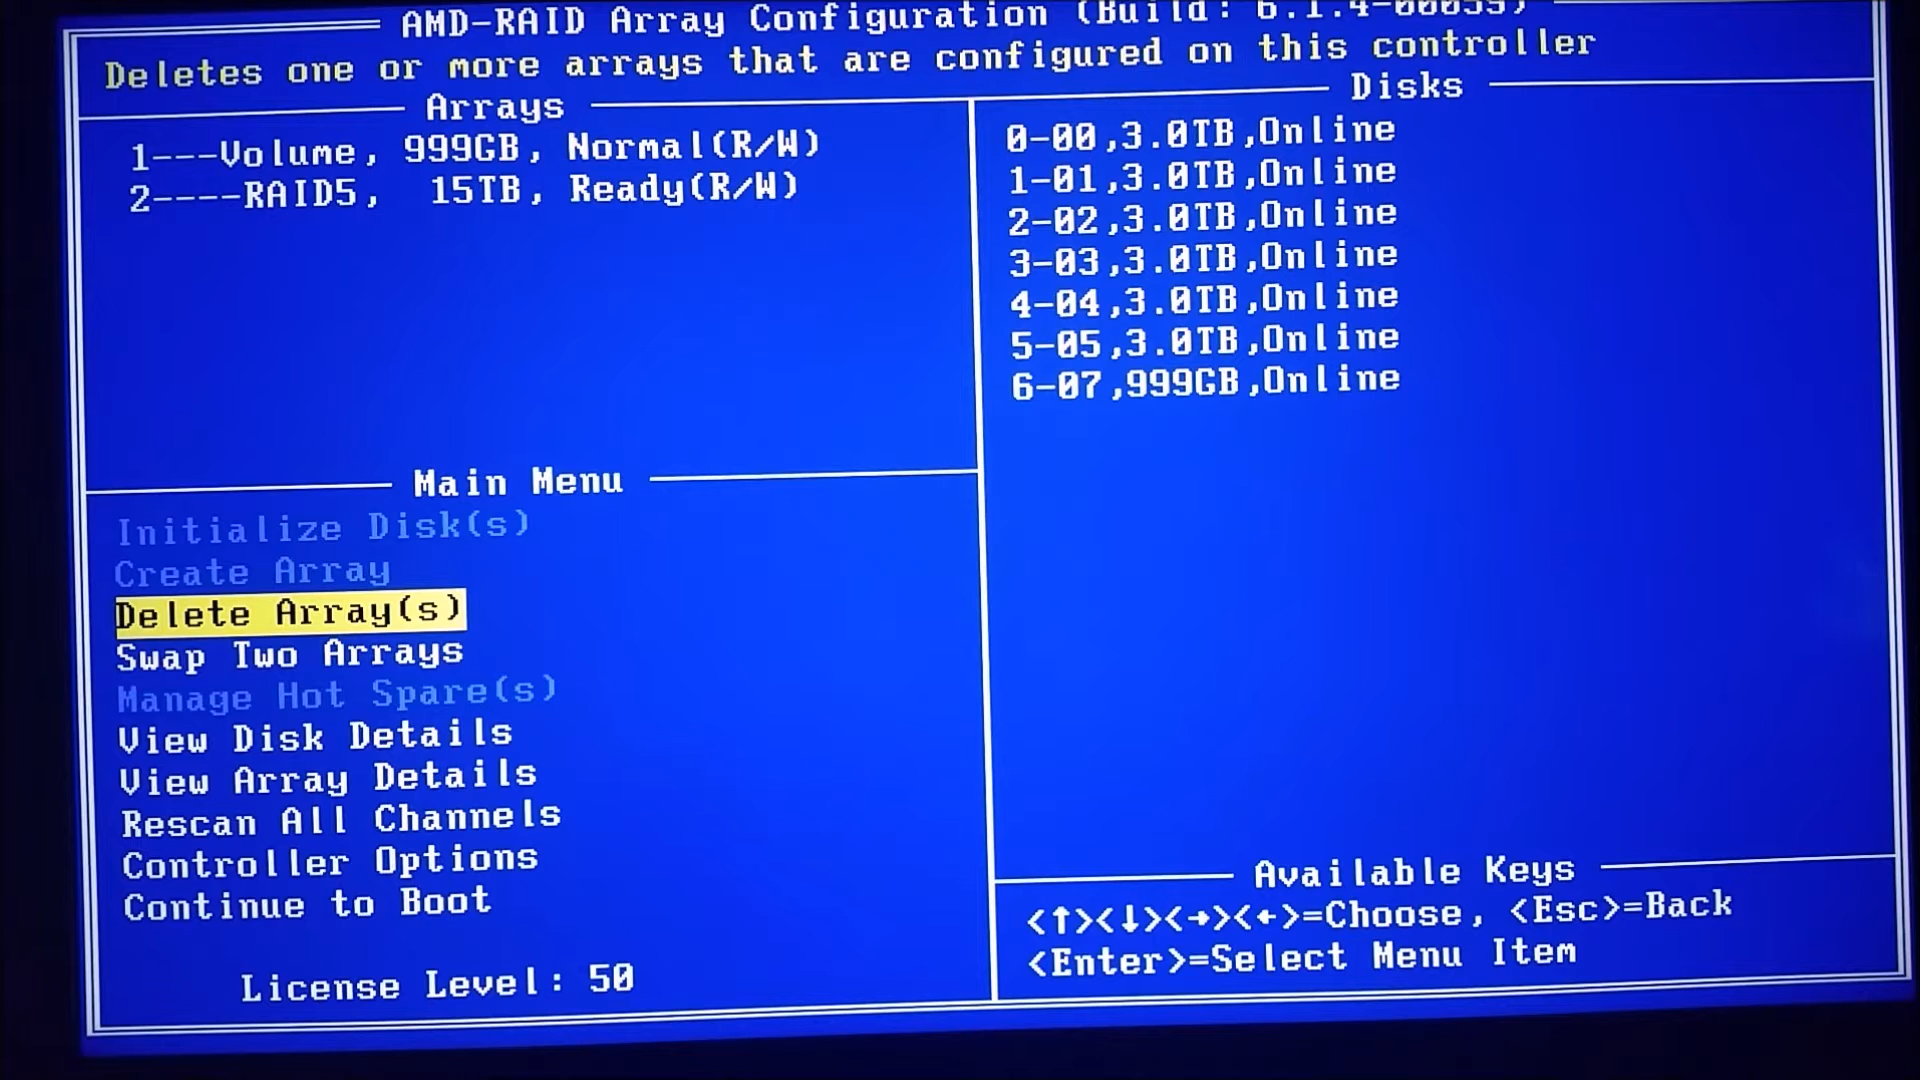 AMD-RAID Array Configuration (Build: 6.1.4-00059)
Deletes one or more arrays that are configured on this controller
Arrays
1---Volume, 999GB, Normal(R/W)
2----RAID5, 15TB, Ready(R/W)
Disks
0-00,3.0TB,Online
1-01,3.0TB,Online
2-02,3.0TB,Online
3-03,3.0TB,Online
4-04,3.0TB,Online
5-05,3.0TB,Online
6-07,999GB,Online
Main Menu
Initialize Disk(s)
Create Array
Delete Array(s)
Swap Two Arrays
Manage Hot Spare(s)
View Disk Details
View Array Details
Rescan All Channels
Controller Options
Continue to Boot
License Level: 50
Available Keys
<↑><↓><→><←>=Choose, <Esc>=Back
<Enter>=Select Menu Item